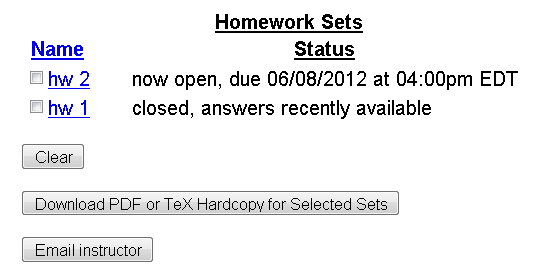 Homework Sets
Name Status
hw 2 now open, due 06/08/2012 at 04:00pm EDT
hw 1 closed, answers recently available
Clear
Download PDF or TeX Hardcopy for Selected Sets
Email instructor